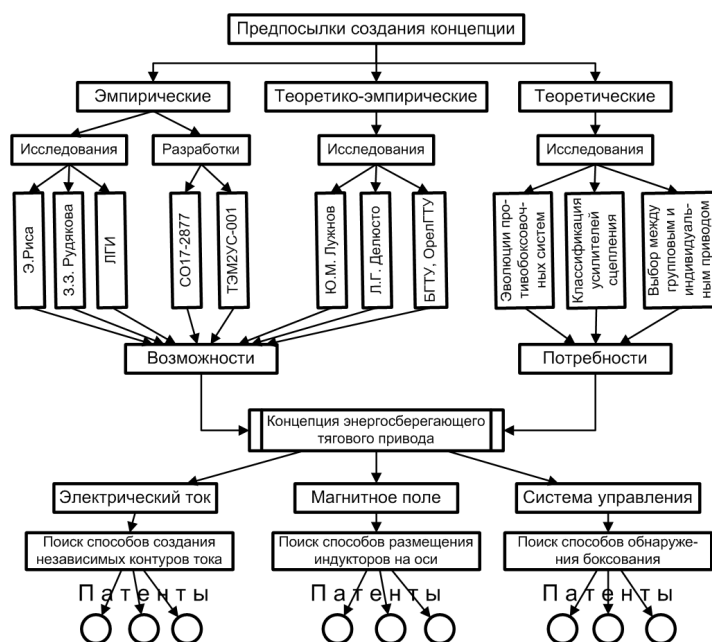 Предпосылки создания концепции
Эмпирические
Теоретико-эмпирические
Теоретические
Исследования
Разработки
Исследования
Исследования
Э.Риса
З.З. Рудякова
ЛГИ
СО17-2877
ТЭМ2УС-001
Ю.М. Лужнов
Л.Г. Делюсто
БГТУ, ОрелГТУ
Эволюции про-
тивобоксовоч-
ных систем
Классификация
усилителей
сцепления
Выбор между
групповым и
индивидуаль-
ным приводом
Возможности
Потребности
Концепция энергосберегающего
тягового привода
Электрический ток
Магнитное поле
Система управления
Поиск способов создания
независимых контуров тока
Поиск способов размещения
индукторов на оси
Поиск способов обнаруже-
ния боксования
Патенты
Патенты
Патенты